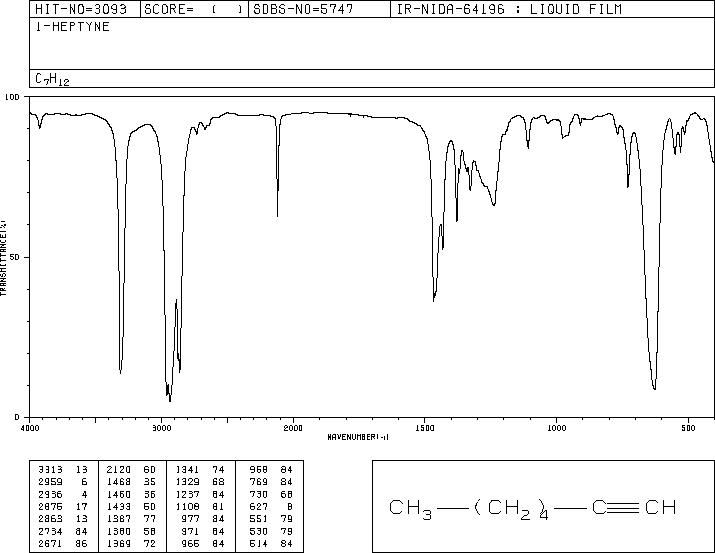 HIT-NO=3093 SCORE= ( ) SDBS-NO=5747 IR-NIDA-64196 : LIQUID FILM
1-HEPTYNE
C7H12
100
50
0
TRANSMITTANCE(%)
4000 3000 2000 1500 1000 500
WAVENUMBER(-1)
3313 13 2120 60 1341 74 968 84
2959 6 1468 35 1329 68 769 84
2936 4 1460 36 1237 64 730 68
2875 17 1433 50 1108 81 627 8
2863 13 1387 77 977 84 551 79
2734 84 1380 58 971 84 530 79
2671 86 1369 72 965 84 514 84
CH3—(CH2)4—C≡CH